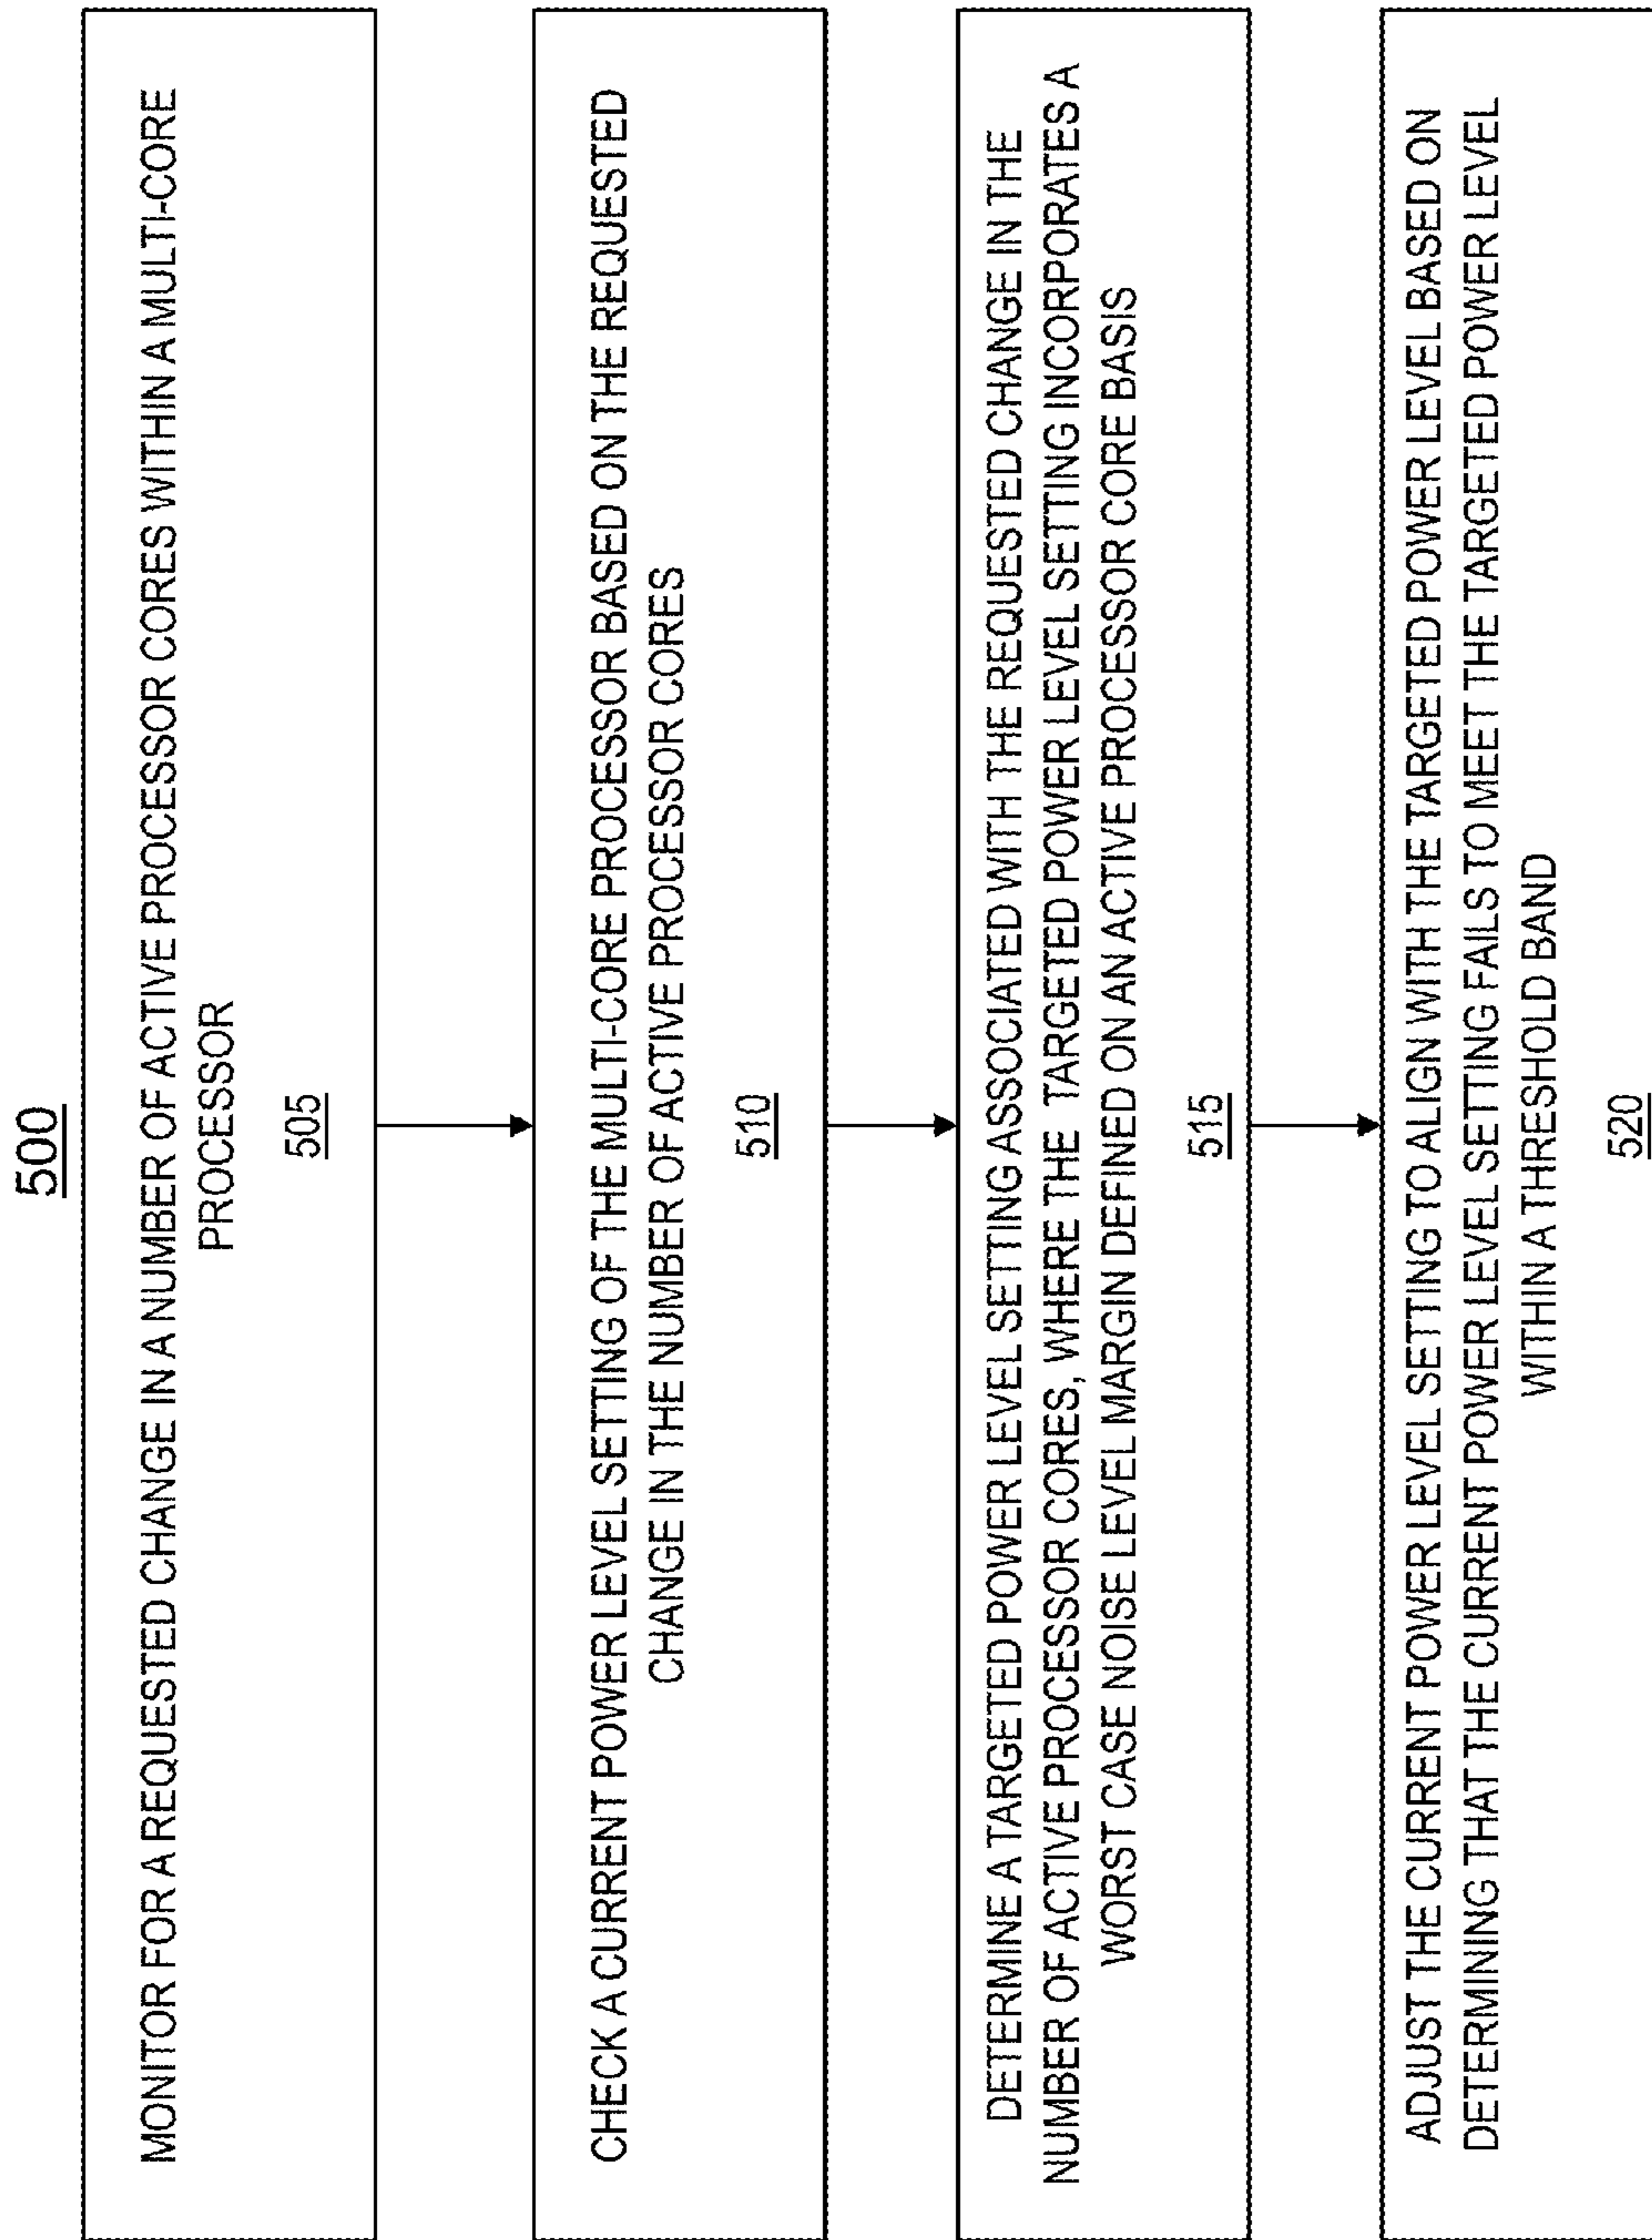 500
MONITOR FOR A REQUESTED CHANGE IN A NUMBER OF ACTIVE PROCESSOR CORES WITHIN A MULTI-CORE
PROCESSOR
505
CHECK A CURRENT POWER LEVEL SETTING OF THE MULTI-CORE PROCESSOR BASED ON THE REQUESTED
CHANGE IN THE NUMBER OF ACTIVE PROCESSOR CORES
510
DETERMINE A TARGETED POWER LEVEL SETTING ASSOCIATED WITH THE REQUESTED CHANGE IN THE
NUMBER OF ACTIVE PROCESSOR CORES, WHERE THE TARGETED POWER LEVEL SETTING INCORPORATES A
WORST CASE NOISE LEVEL MARGIN DEFINED ON AN ACTIVE PROCESSOR CORE BASIS
515
ADJUST THE CURRENT POWER LEVEL SETTING TO ALIGN WITH THE TARGETED POWER LEVEL BASED ON
DETERMINING THAT THE CURRENT POWER LEVEL SETTING FAILS TO MEET THE TARGETED POWER LEVEL
WITHIN A THRESHOLD BAND
520